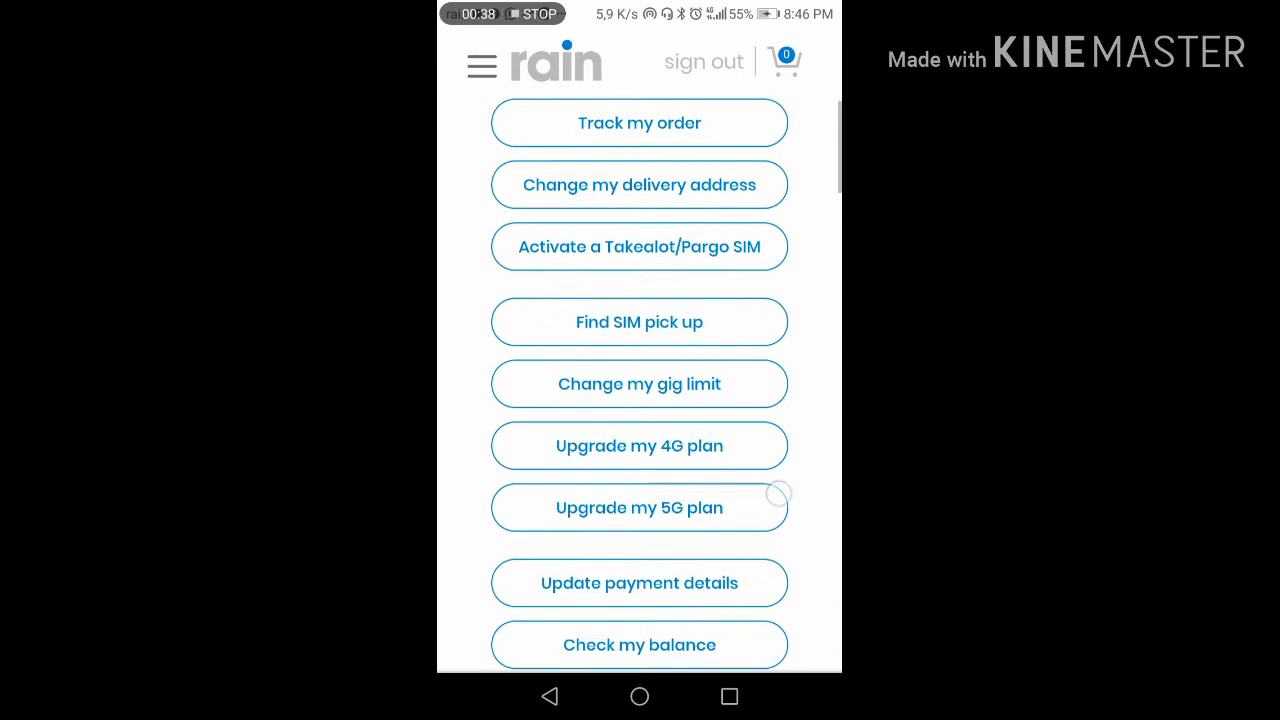 00:38 STOP 5,9 K/s 4G 55% 8:46 PM
Made with KINEMASTER
rain sign out 0
Track my order
Change my delivery address
Activate a Takealot/Pargo SIM
Find SIM pick up
Change my gig limit
Upgrade my 4G plan
Upgrade my 5G plan
Update payment details
Check my balance